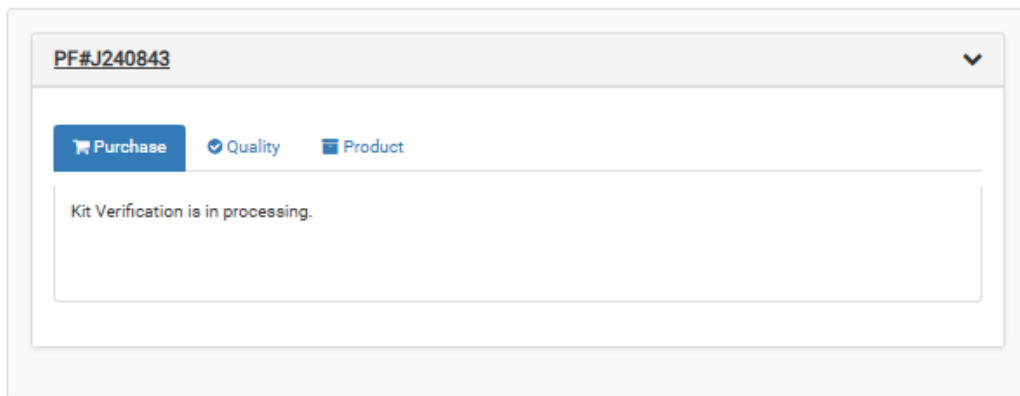 PF#J240843
Purchase Quality Product
Kit Verification is in processing.